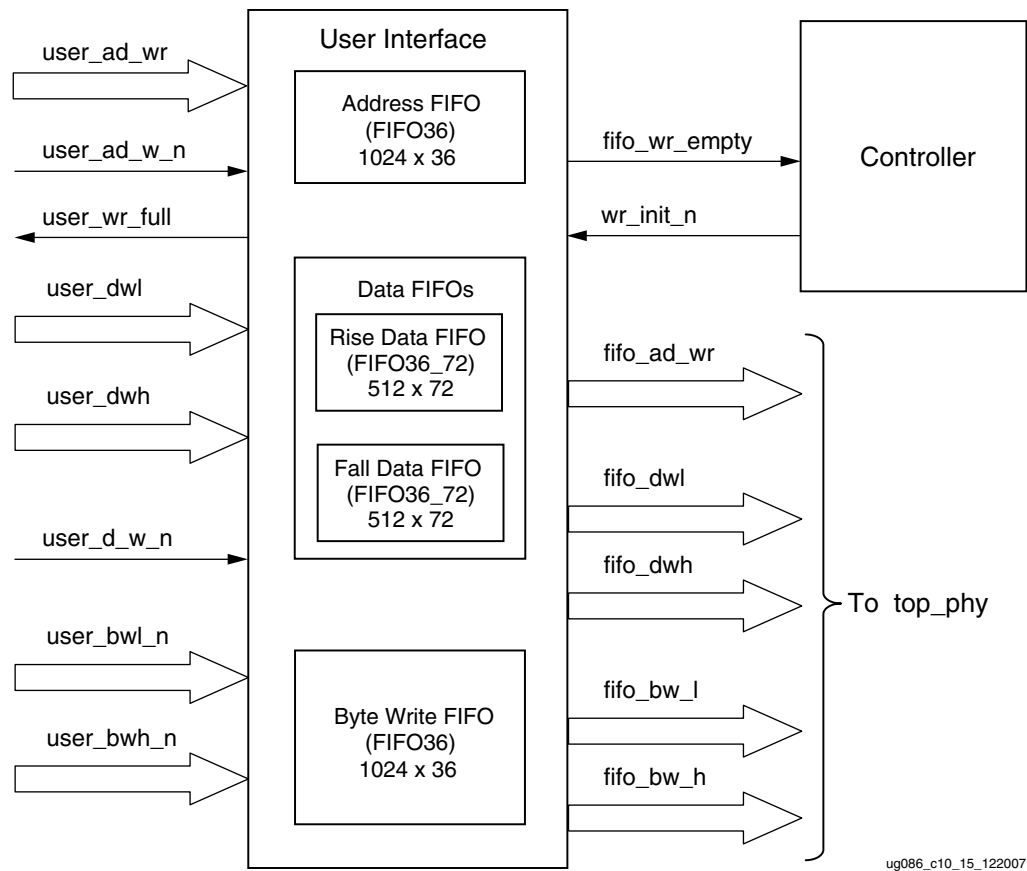 User Interface
user_ad_wr
user_ad_w_n
user_wr_full
user_dwl
user_dwh
user_d_w_n
user_bwl_n
user_bwh_n
Address FIFO
(FIFO36)
1024 x 36
Data FIFOs
Rise Data FIFO
(FIFO36_72)
512 x 72
Fall Data FIFO
(FIFO36_72)
512 x 72
Byte Write FIFO
(FIFO36)
1024 x 36
fifo_wr_empty
wr_init_n
Controller
fifo_ad_wr
fifo_dwl
fifo_dwh
fifo_bw_l
fifo_bw_h
To top_phy
ug086_c10_15_122007